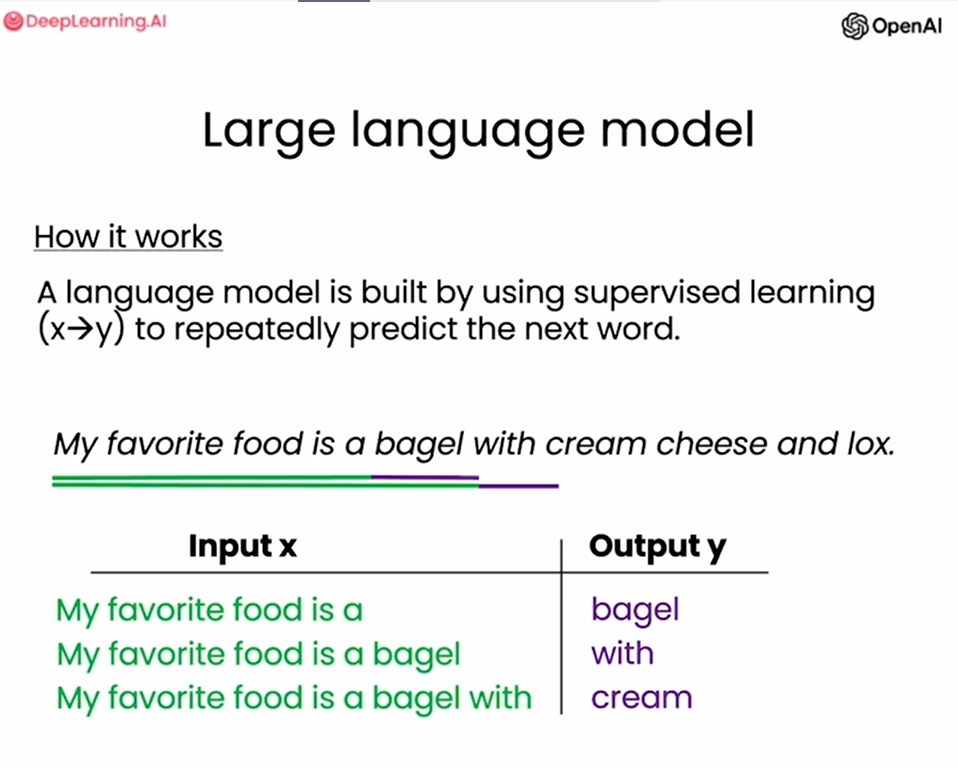 DeepLearning.AI
OpenAI
Large language model
How it works
A language model is built by using supervised learning
(x→y) to repeatedly predict the next word.
My favorite food is a bagel with cream cheese and lox.
Input x Output y
My favorite food is a bagel
My favorite food is a bagel with
My favorite food is a bagel with cream